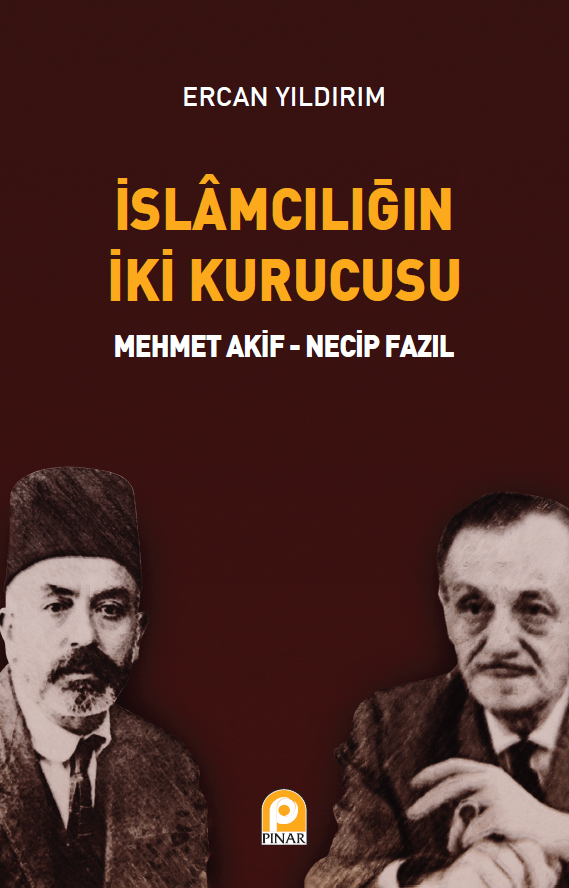 ERCAN YILDIRIM
İSLÂMCILIĞIN
İKİ KURUCUSU
MEHMET AKİF - NECİP FAZIL
PINAR